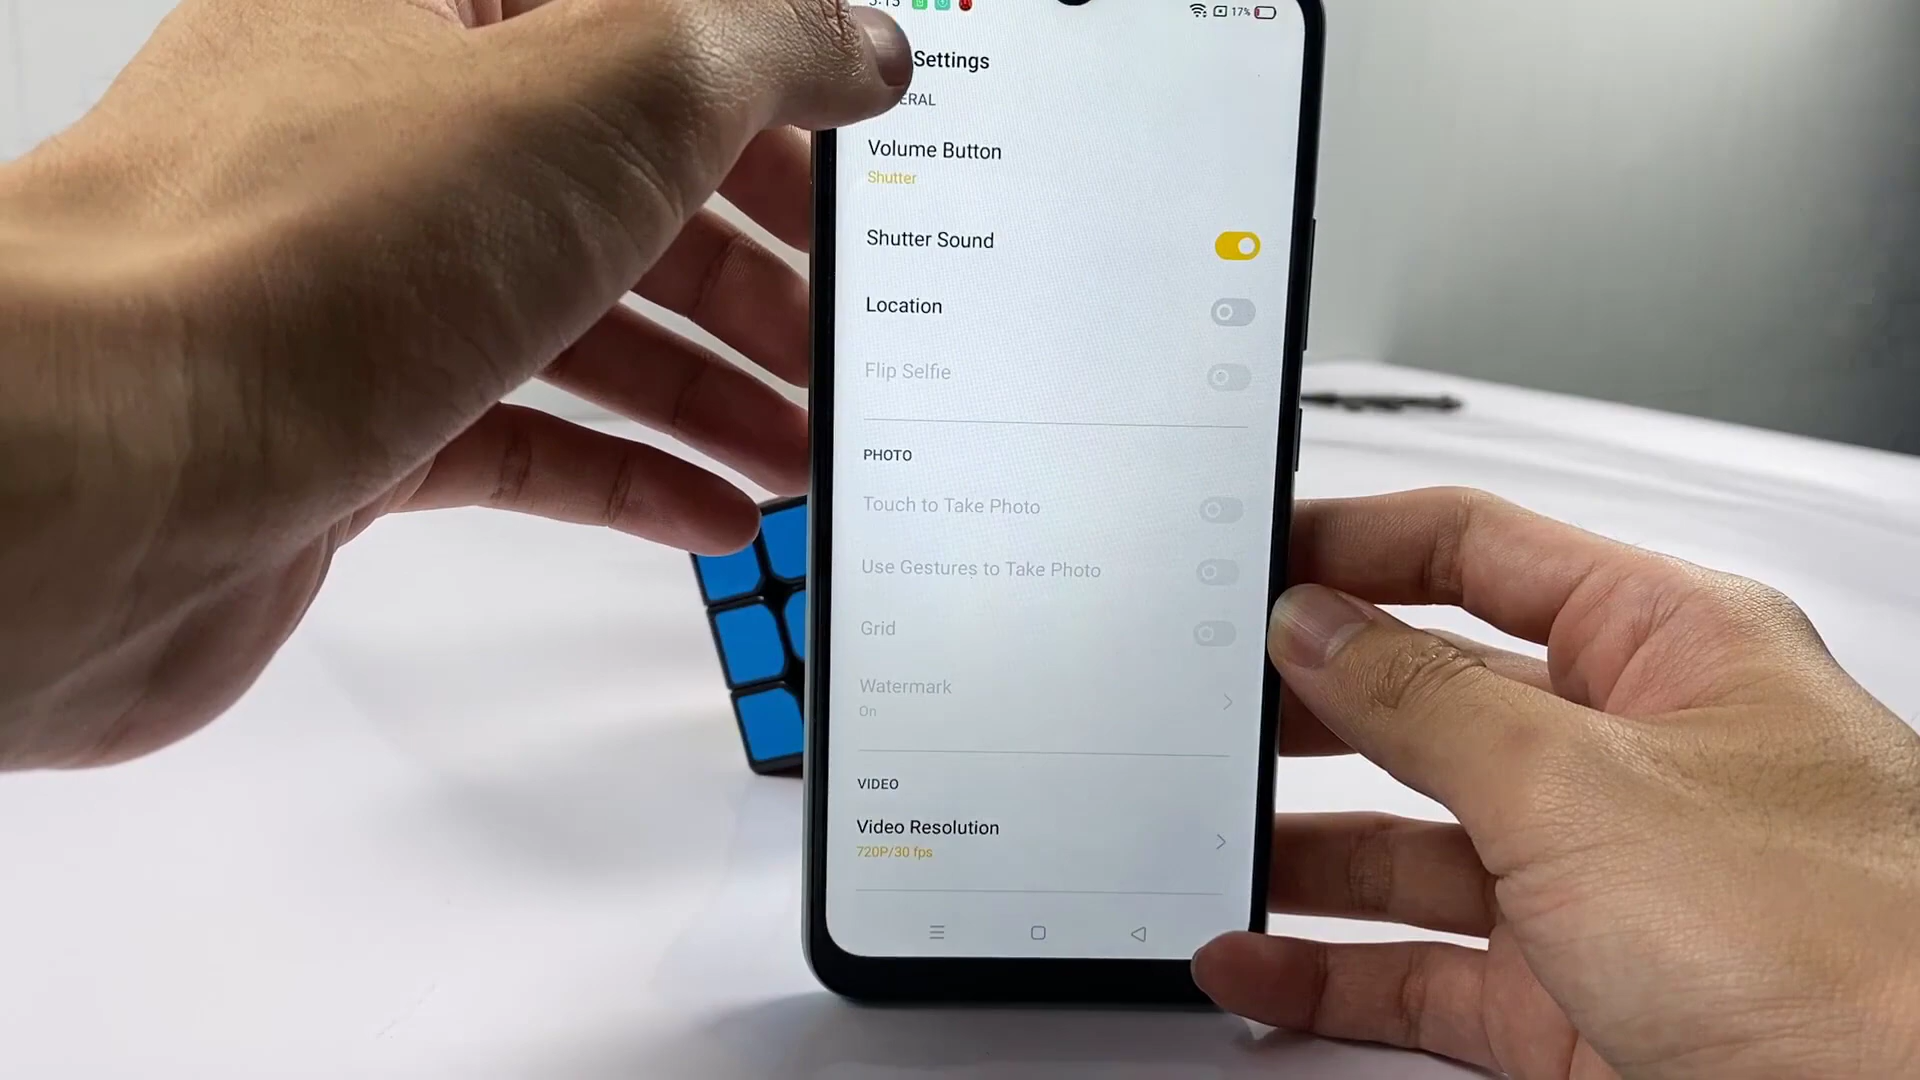 17%
Settings
Volume Button
Shutter
Shutter Sound
Location
Flip Selfie
PHOTO
Touch to Take Photo
Use Gestures to Take Photo
Grid
Watermark
On
VIDEO
Video Resolution
720P/30 fps